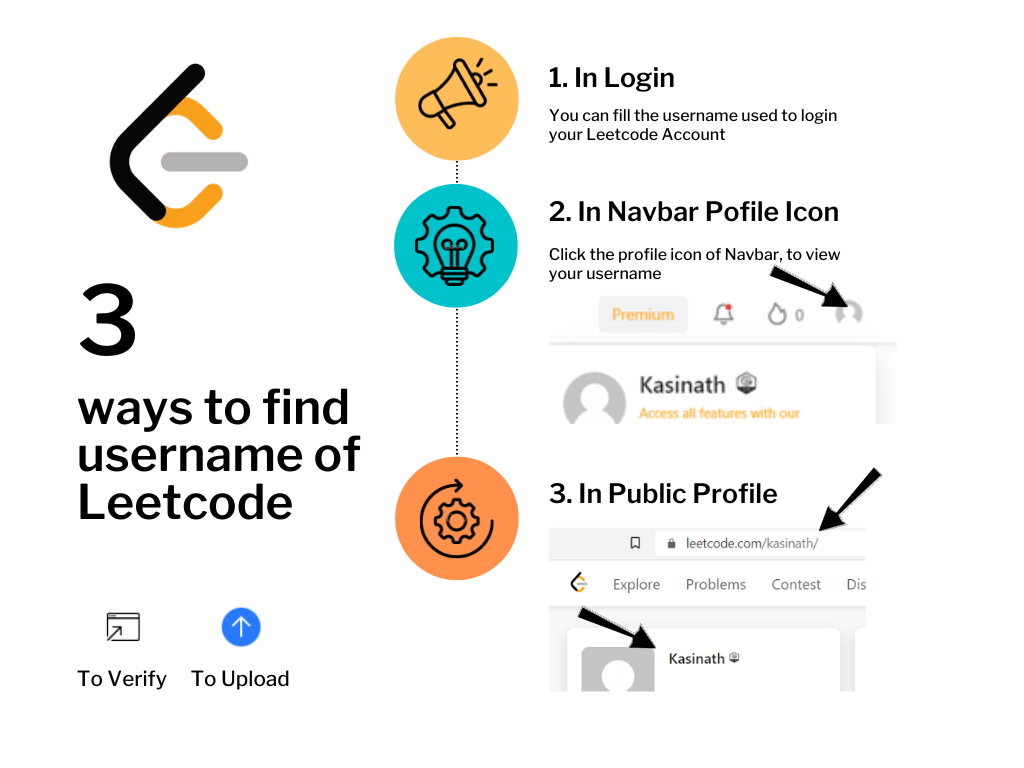 3
ways to find
username of
Leetcode
To Verify
To Upload
1. In Login
You can fill the username used to login
your Leetcode Account
2. In Navbar Pofile Icon
Click the profile icon of Navbar, to view
your username
Premium
0
Kasinath
Access all features with our
3. In Public Profile
leetcode.com/kasinath/
Explore Problems Contest Dis
Kasinath